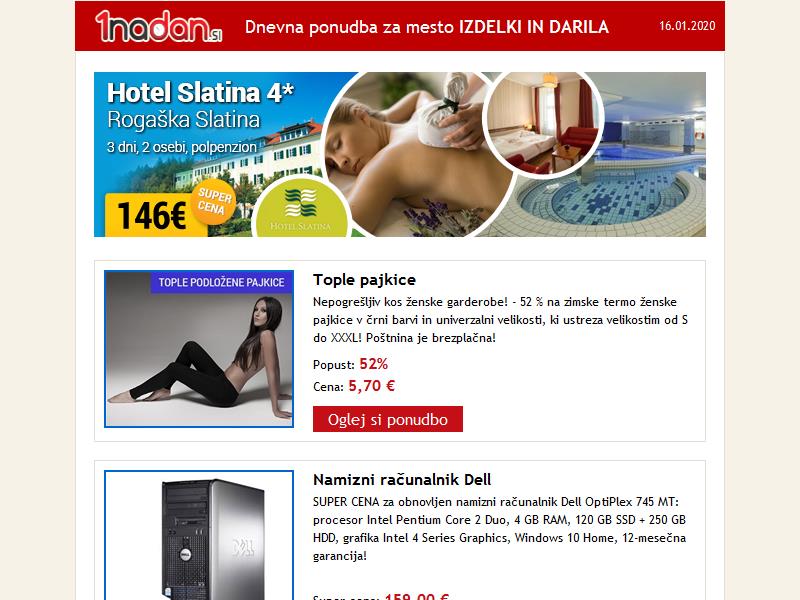 1nadan.si
Dnevna ponudba za mesto IZDELKI IN DARILA
16.01.2020
Hotel Slatina 4*
Rogaška Slatina
3 dni, 2 osebi, polpenzion
146€
SUPER
CENA
HOTEL SLATINA
TOPLE PODLOŽENE PAJKICE
Tople pajkice
Nepogrešljiv kos ženske garderobe! - 52 % na zimske termo ženske
pajkice v črni barvi in univerzalni velikosti, ki ustreza velikostim od S
do XXXL! Poštnina je brezplačna!
Popust: 52%
Cena: 5,70 €
Oglej si ponudbo
Namizni računalnik Dell
SUPER CENA za obnovljen namizni računalnik Dell OptiPlex 745 MT:
procesor Intel Pentium Core 2 Duo, 4 GB RAM, 120 GB SSD + 250 GB
HDD, grafika Intel 4 Series Graphics, Windows 10 Home, 12-mesečna
garancija!
DELL
Super cena: 159,00 €